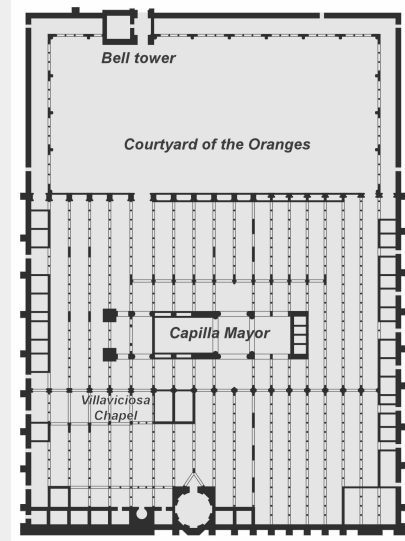 Bell tower
Courtyard of the Oranges
Capilla Mayor
Villaviciosa
Chapel